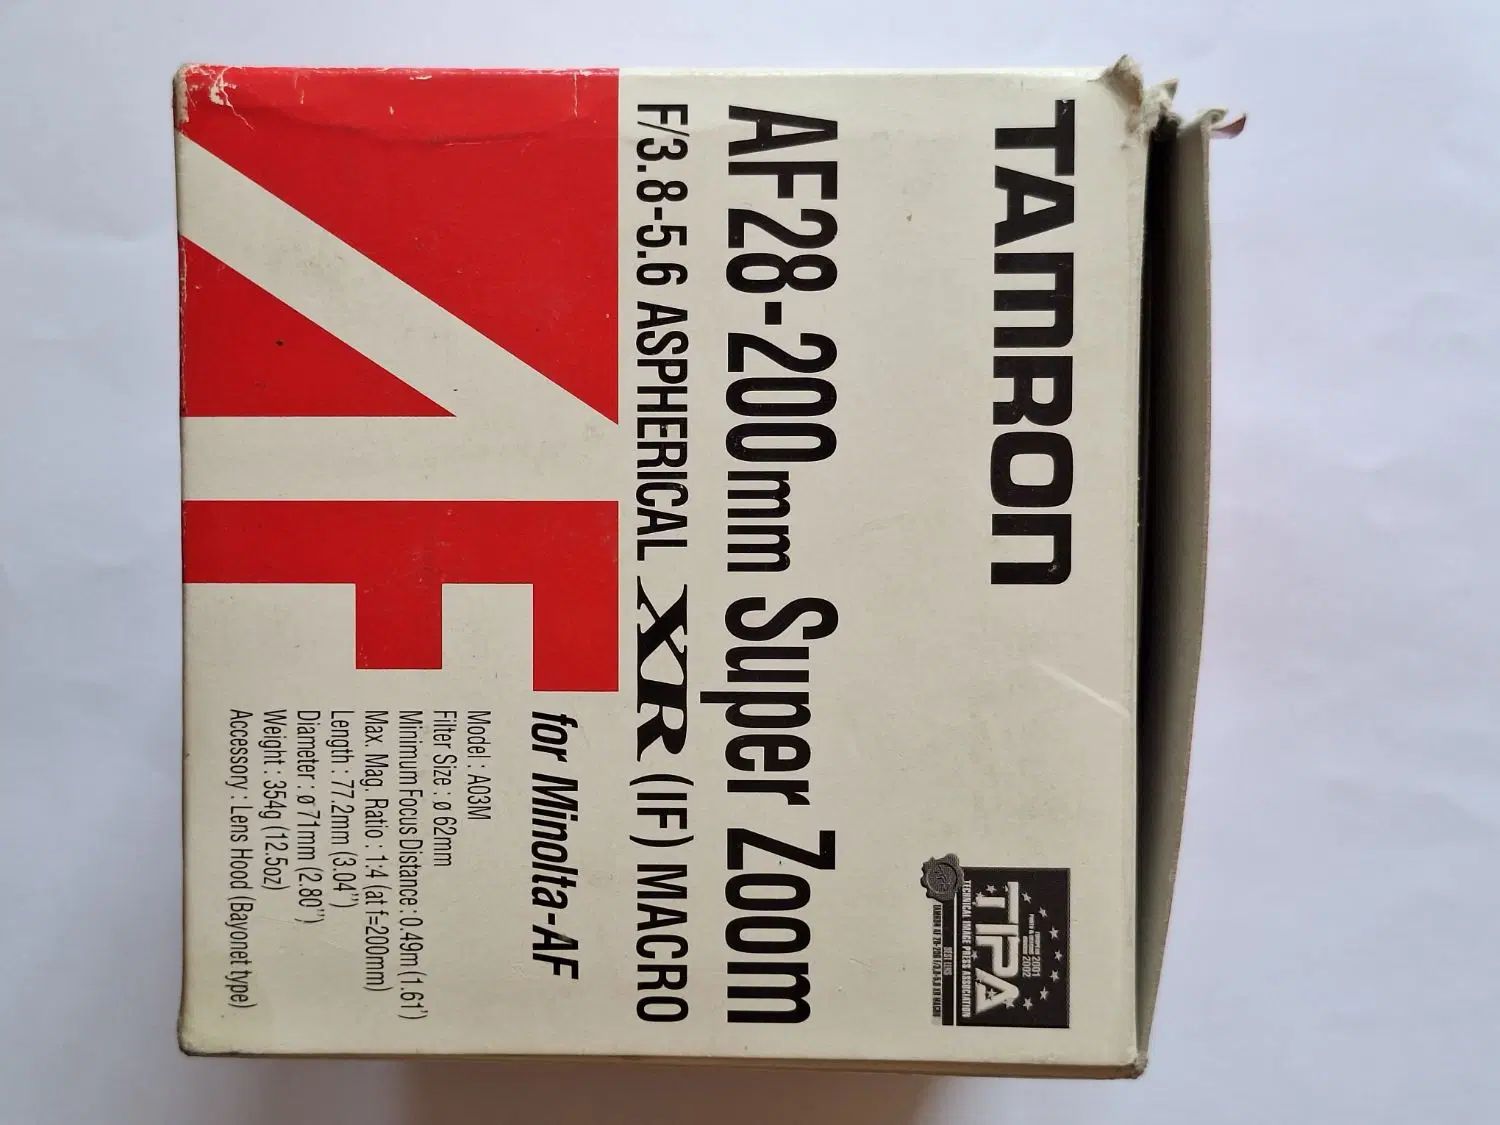 TAMRON
TIPA
EUROPEAN 2001
2002
TECHNICAL IMAGE PRESS ASSOCIATION
BEST LENS
AF28-200mm Super Zoom
F/3.8-5.6 ASPHERICAL XR (IF) MACRO
AF
for Minolta-AF
Model : A03M
Filter Size : ø 62mm
Minimum Focus Distance : 0.49m (1.61')
Max. Mag. Ratio : 1:4 (at f=200mm)
Length : 77.2mm (3.04")
Diameter : ø 71mm (2.80")
Weight : 354g (12.5oz)
Accessory : Lens Hood (Bayonet type)